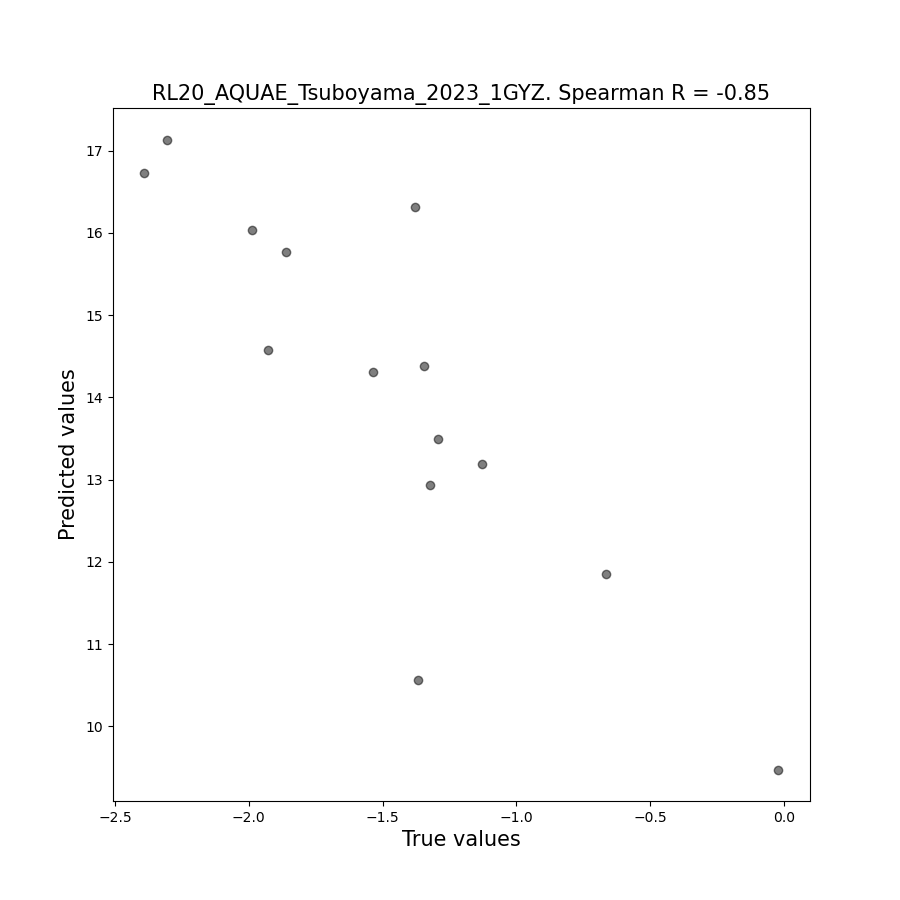 RL20_AQUAE_Tsuboyama_2023_1GYZ. Spearman R = -0.85
17
16
15
14
13
12
11
10
Predicted values
−2.5 −2.0 −1.5 −1.0 −0.5 0.0
True values